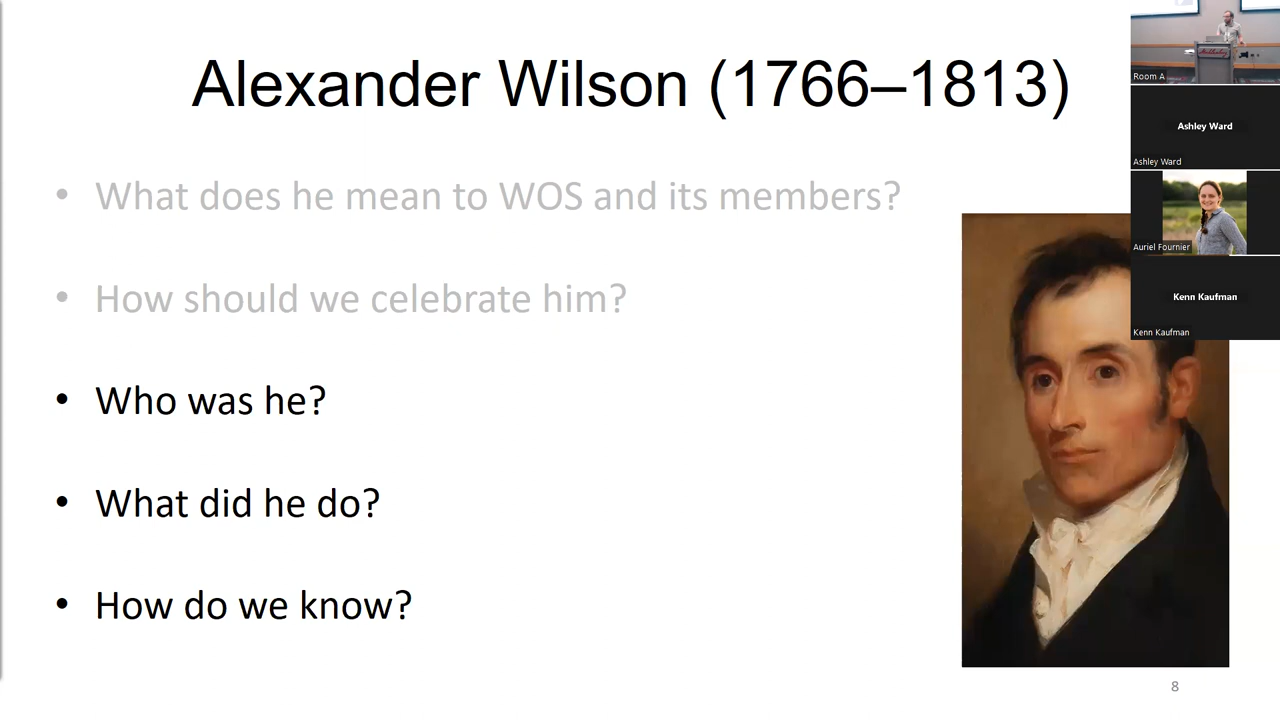 Alexander Wilson (1766–1813)
• What does he mean to WOS and its members?
• How should we celebrate him?
• Who was he?
• What did he do?
• How do we know?
8
Room A
Ashley Ward
Ashley Ward
Auriel Fournier
Kenn Kaufman
Kenn Kaufman